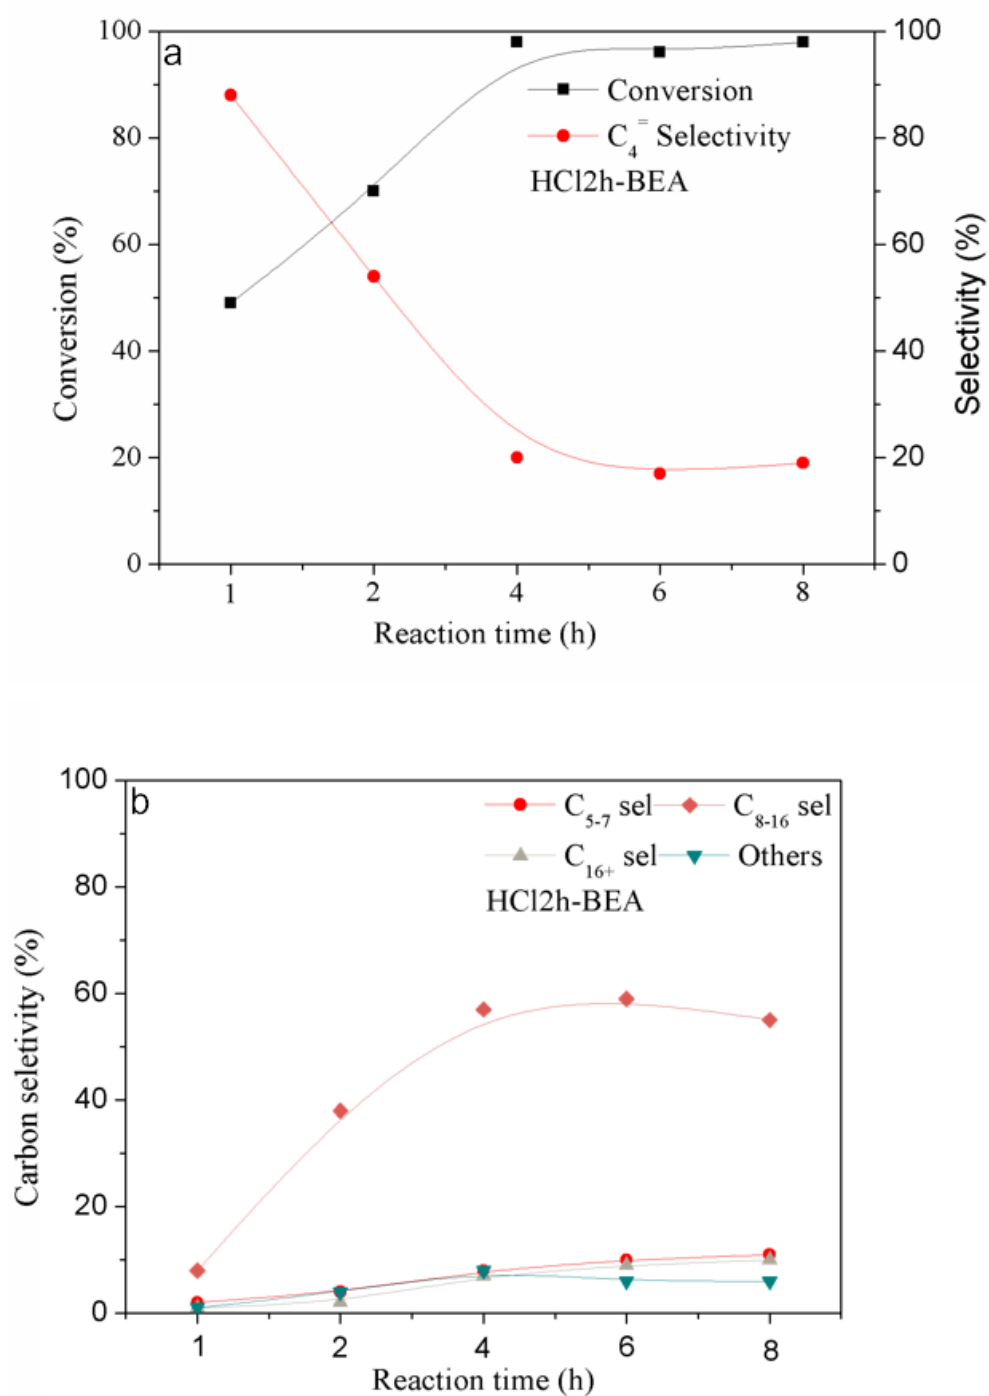 a
100
80
60
40
20
0
Conversion (%)
Conversion
C4= Selectivity
HCl2h-BEA
100
80
60
40
20
0
Selectivity (%)
1 2 4 6 8
Reaction time (h)
b
100
80
60
40
20
0
Carbon seletivity (%)
C5-7 sel C8-16 sel
C16+ sel Others
HCl2h-BEA
1 2 4 6 8
Reaction time (h)